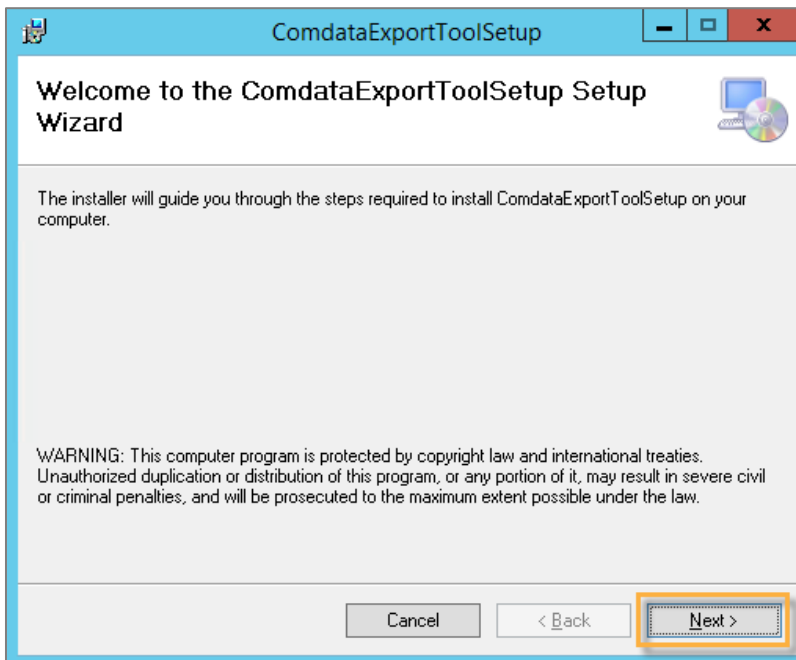 ComdataExportToolSetup
Welcome to the ComdataExportToolSetup Setup
Wizard
The installer will guide you through the steps required to install ComdataExportToolSetup on your
computer.
WARNING: This computer program is protected by copyright law and international treaties.
Unauthorized duplication or distribution of this program, or any portion of it, may result in severe civil
or criminal penalties, and will be prosecuted to the maximum extent possible under the law.
Cancel < Back Next >